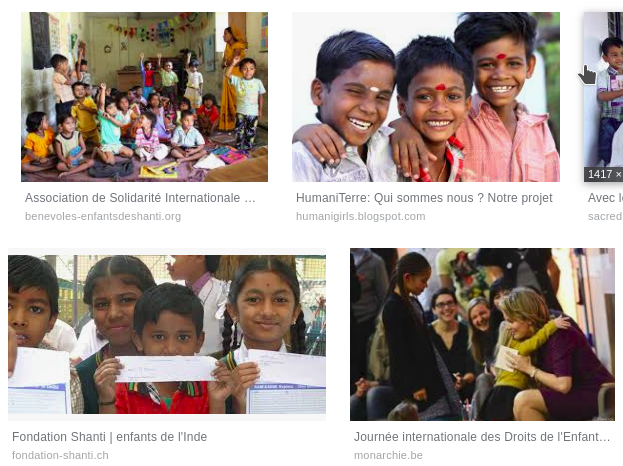 Association de Solidarité Internationale ...
benevoles-enfantsdeshanti.org
HumaniTerre: Qui sommes nous ? Notre projet
humanigirls.blogspot.com
1417 ×
Avec l
sacred
Fondation Shanti | enfants de l'Inde
fondation-shanti.ch
Journée internationale des Droits de l'Enfant...
monarchie.be